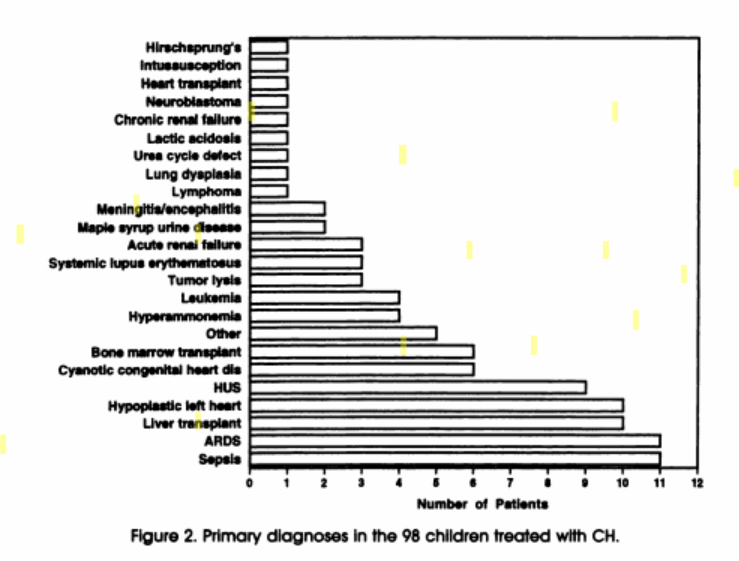 Hirschsprung's
Intussusception
Heart transplant
Neuroblastoma
Chronic renal failure
Lactic acidosis
Urea cycle defect
Lung dysplasia
Lymphoma
Meningitis/encephalitis
Maple syrup urine disease
Acute renal failure
Systemic lupus erythematosus
Tumor lysis
Leukemia
Hyperammonemia
Other
Bone marrow transplant
Cyanotic congenital heart dis
HUS
Hypoplastic left heart
Liver transplant
ARDS
Sepsis
0 1 2 3 4 5 6 7 8 9 10 11 12
Number of Patients
Figure 2. Primary diagnoses in the 98 children treated with CH.